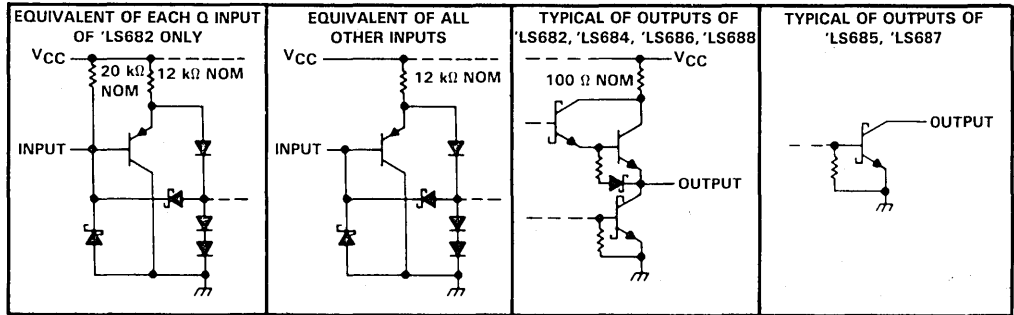 EQUIVALENT OF EACH Q INPUT
OF 'LS682 ONLY
VCC
20 kΩ
NOM
12 kΩ NOM
INPUT
EQUIVALENT OF ALL
OTHER INPUTS
VCC
12 kΩ NOM
INPUT
TYPICAL OF OUTPUTS OF
'LS682, 'LS684, 'LS686, 'LS688
VCC
100 Ω NOM
OUTPUT
TYPICAL OF OUTPUTS OF
'LS685, 'LS687
OUTPUT